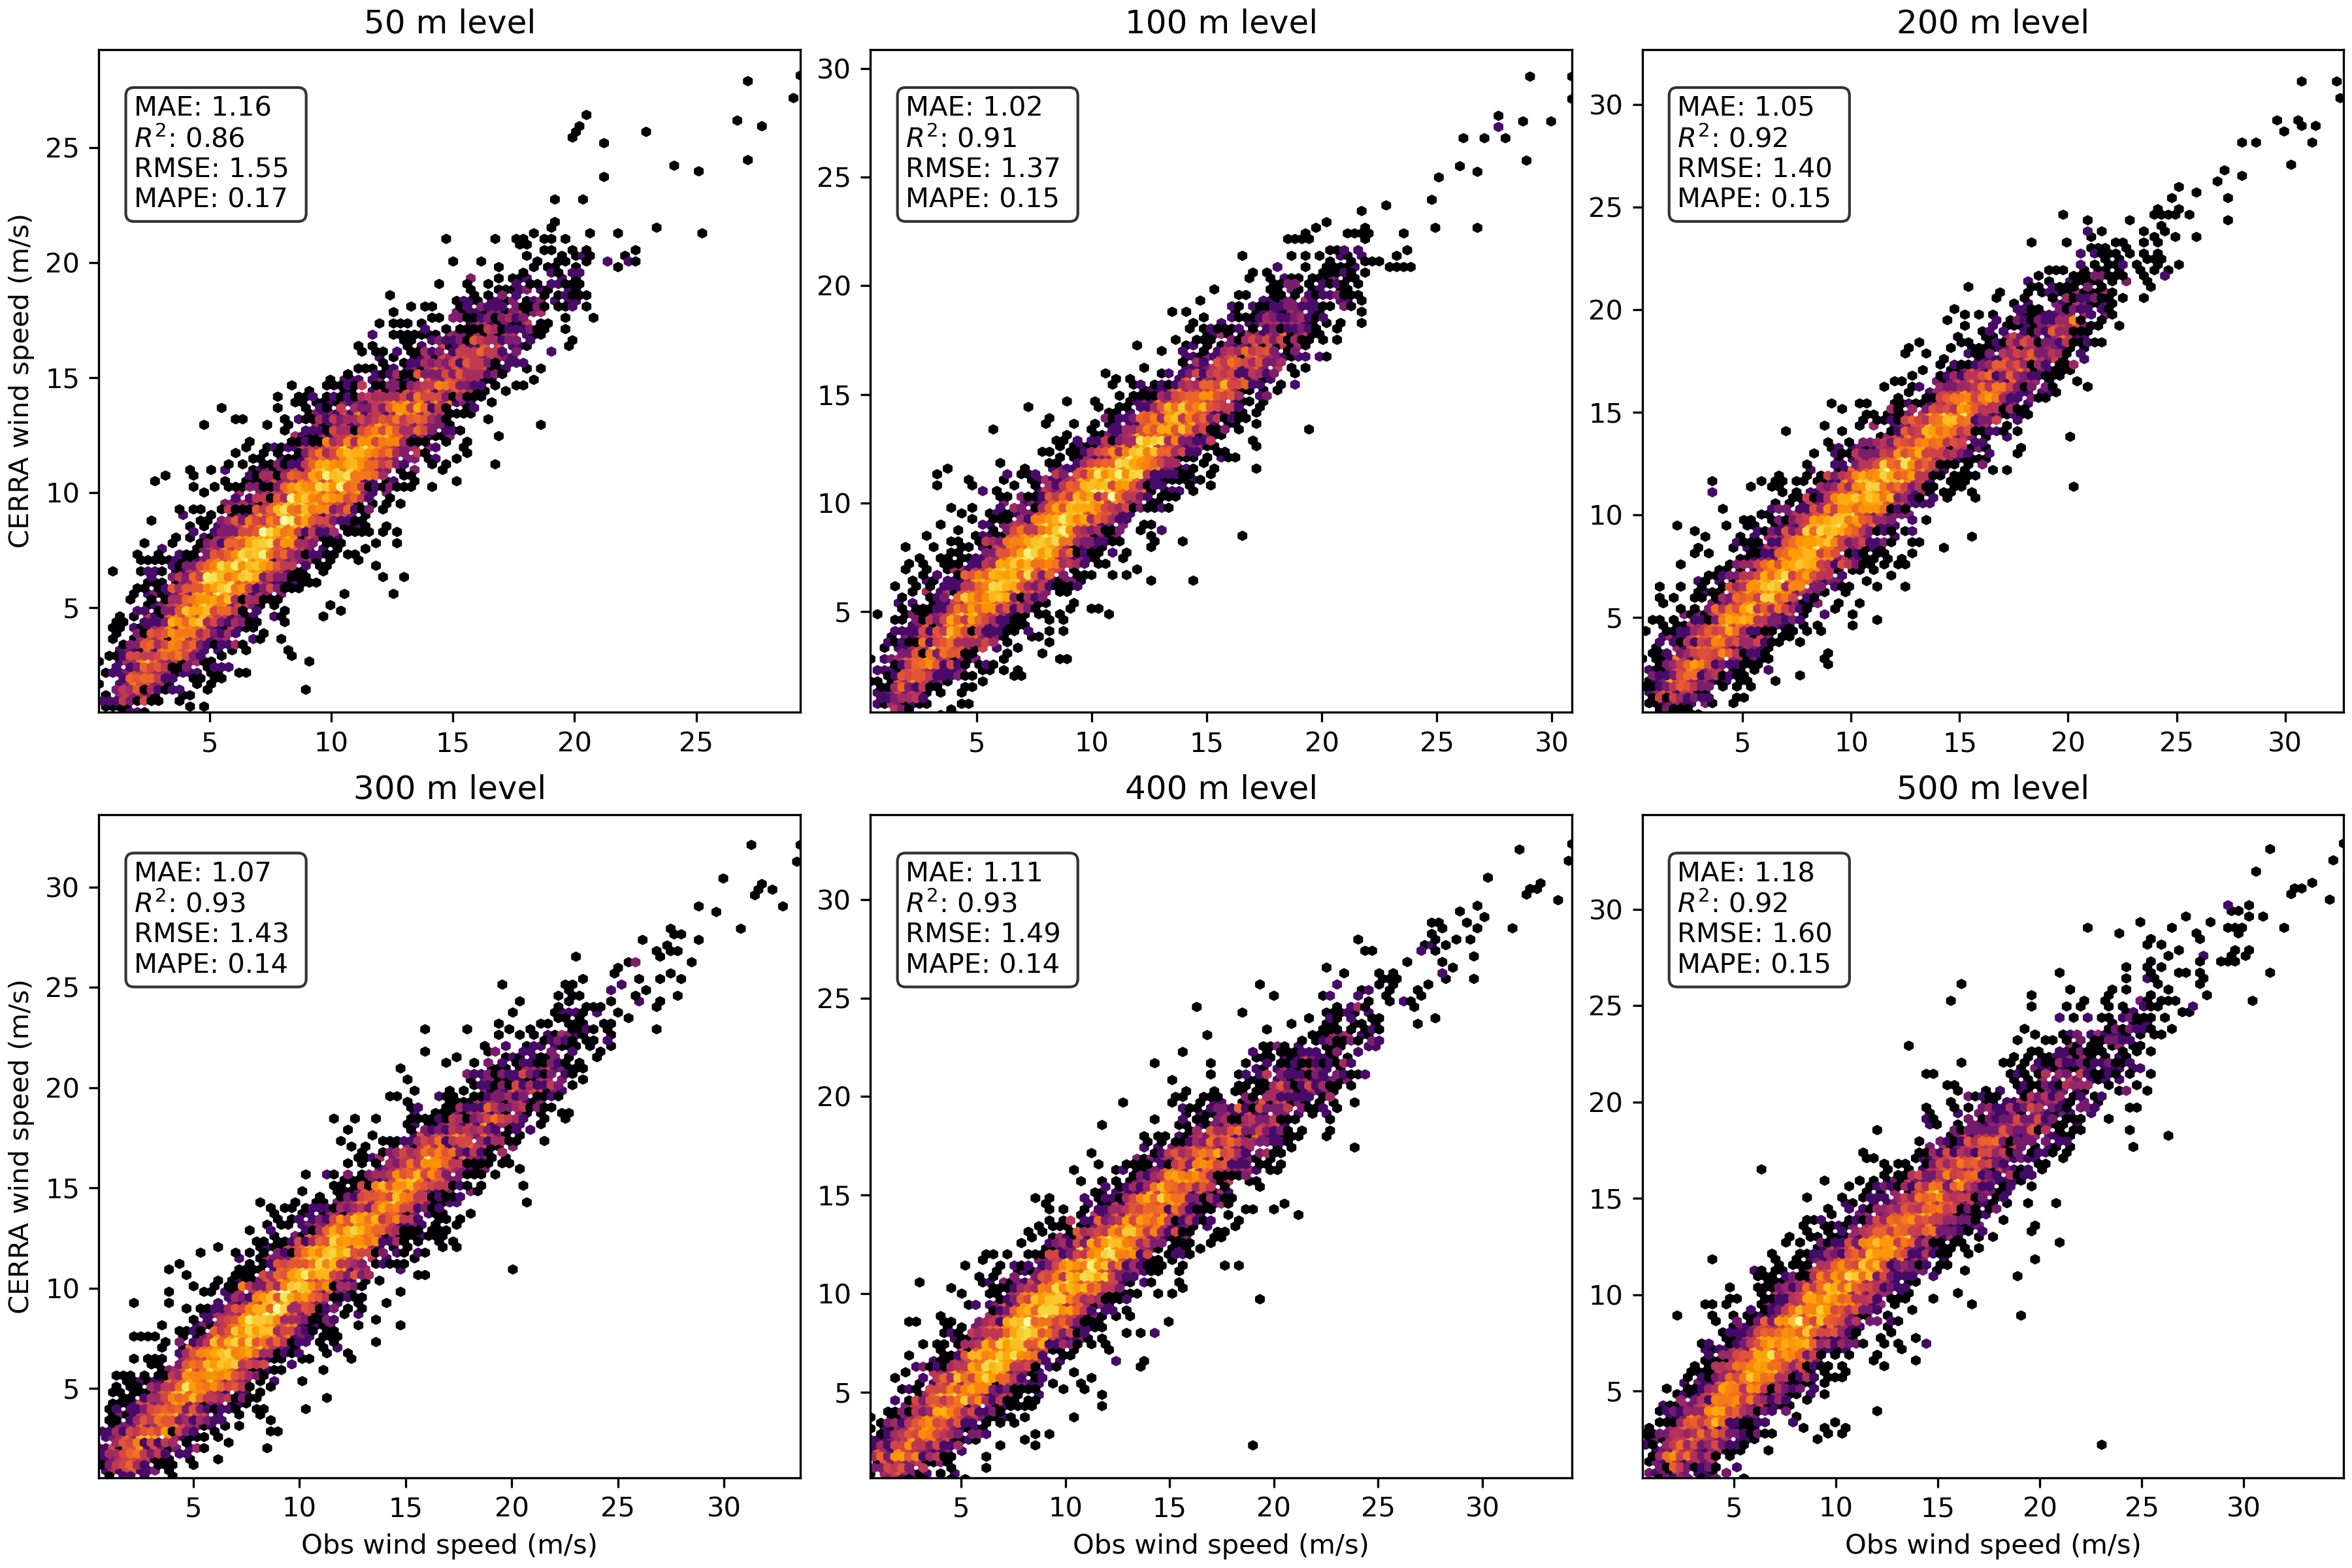 50 m level
100 m level
200 m level
MAE: 1.16
R²: 0.86
RMSE: 1.55
MAPE: 0.17
MAE: 1.02
R²: 0.91
RMSE: 1.37
MAPE: 0.15
MAE: 1.05
R²: 0.92
RMSE: 1.40
MAPE: 0.15
CERRA wind speed (m/s)
25
20
15
10
5
30
25
20
15
10
5
30
25
20
15
10
5
5 10 15 20 25
5 10 15 20 25 30
5 10 15 20 25 30
300 m level
400 m level
500 m level
MAE: 1.07
R²: 0.93
RMSE: 1.43
MAPE: 0.14
MAE: 1.11
R²: 0.93
RMSE: 1.49
MAPE: 0.14
MAE: 1.18
R²: 0.92
RMSE: 1.60
MAPE: 0.15
CERRA wind speed (m/s)
30
25
20
15
10
5
30
25
20
15
10
5
30
25
20
15
10
5
5 10 15 20 25 30
5 10 15 20 25 30
5 10 15 20 25 30
Obs wind speed (m/s)
Obs wind speed (m/s)
Obs wind speed (m/s)